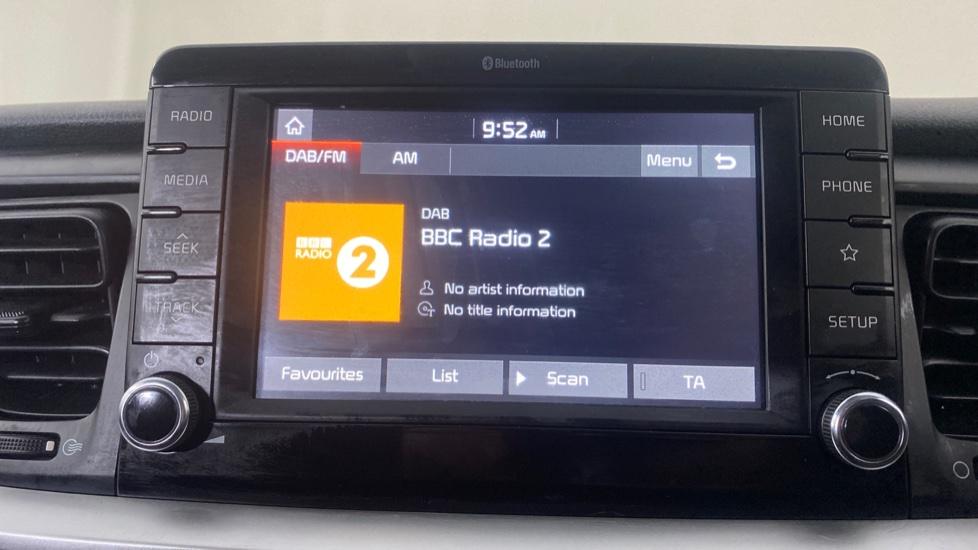 Bluetooth
RADIO
MEDIA
SEEK
TRACK
9:52 AM
DAB/FM
AM
Menu
BBC
RADIO
2
DAB
BBC Radio 2
No artist information
No title information
Favourites
List
Scan
TA
HOME
PHONE
SETUP